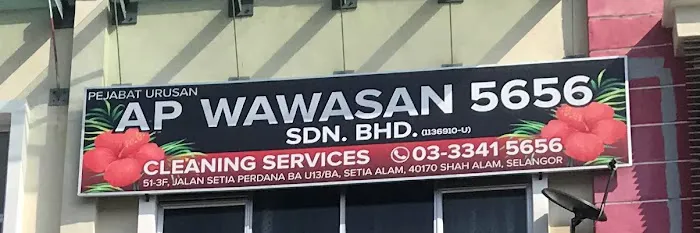 PEJABAT URUSAN
AP WAWASAN 5656
SDN. BHD. (1136910-U)
CLEANING SERVICES 03-3341 5656
51-3F, JALAN SETIA PERDANA BA U13/BA, SETIA ALAM, 40170 SHAH ALAM, SELANGOR